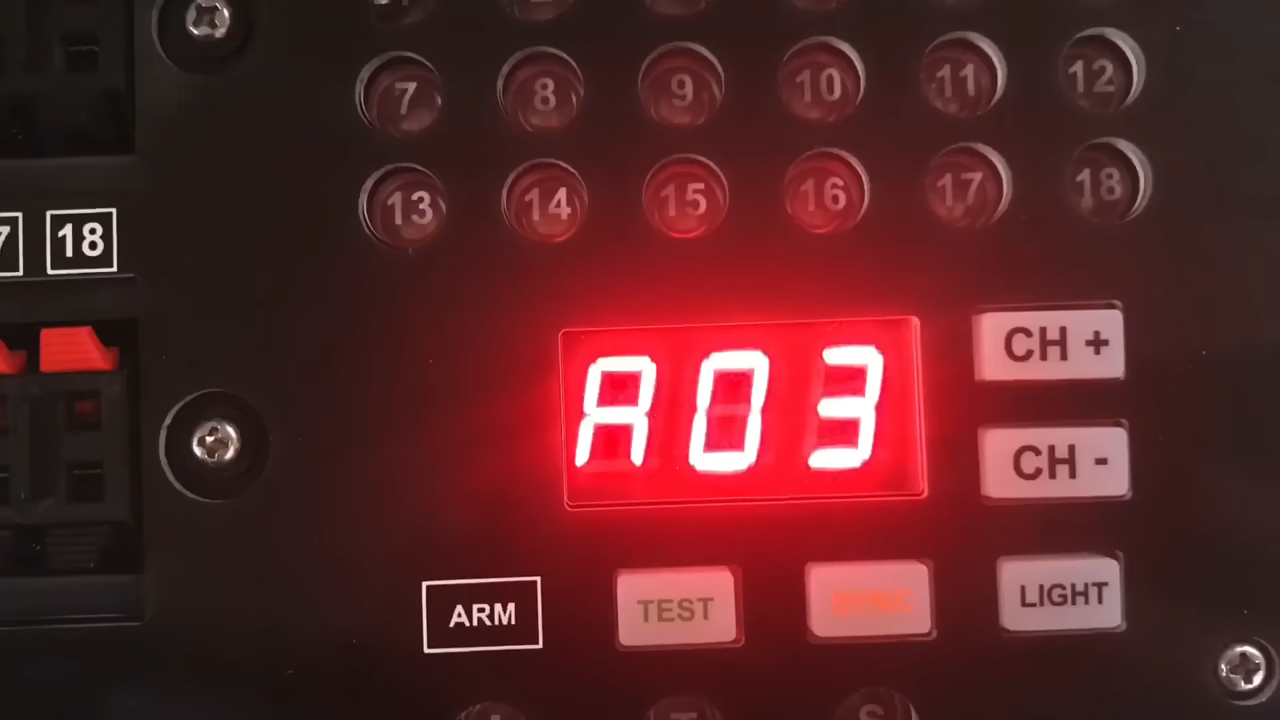 7 8 9 10 11 12
13 14 15 16 17 18
7 18
A03
CH +
CH -
ARM TEST SYNC LIGHT